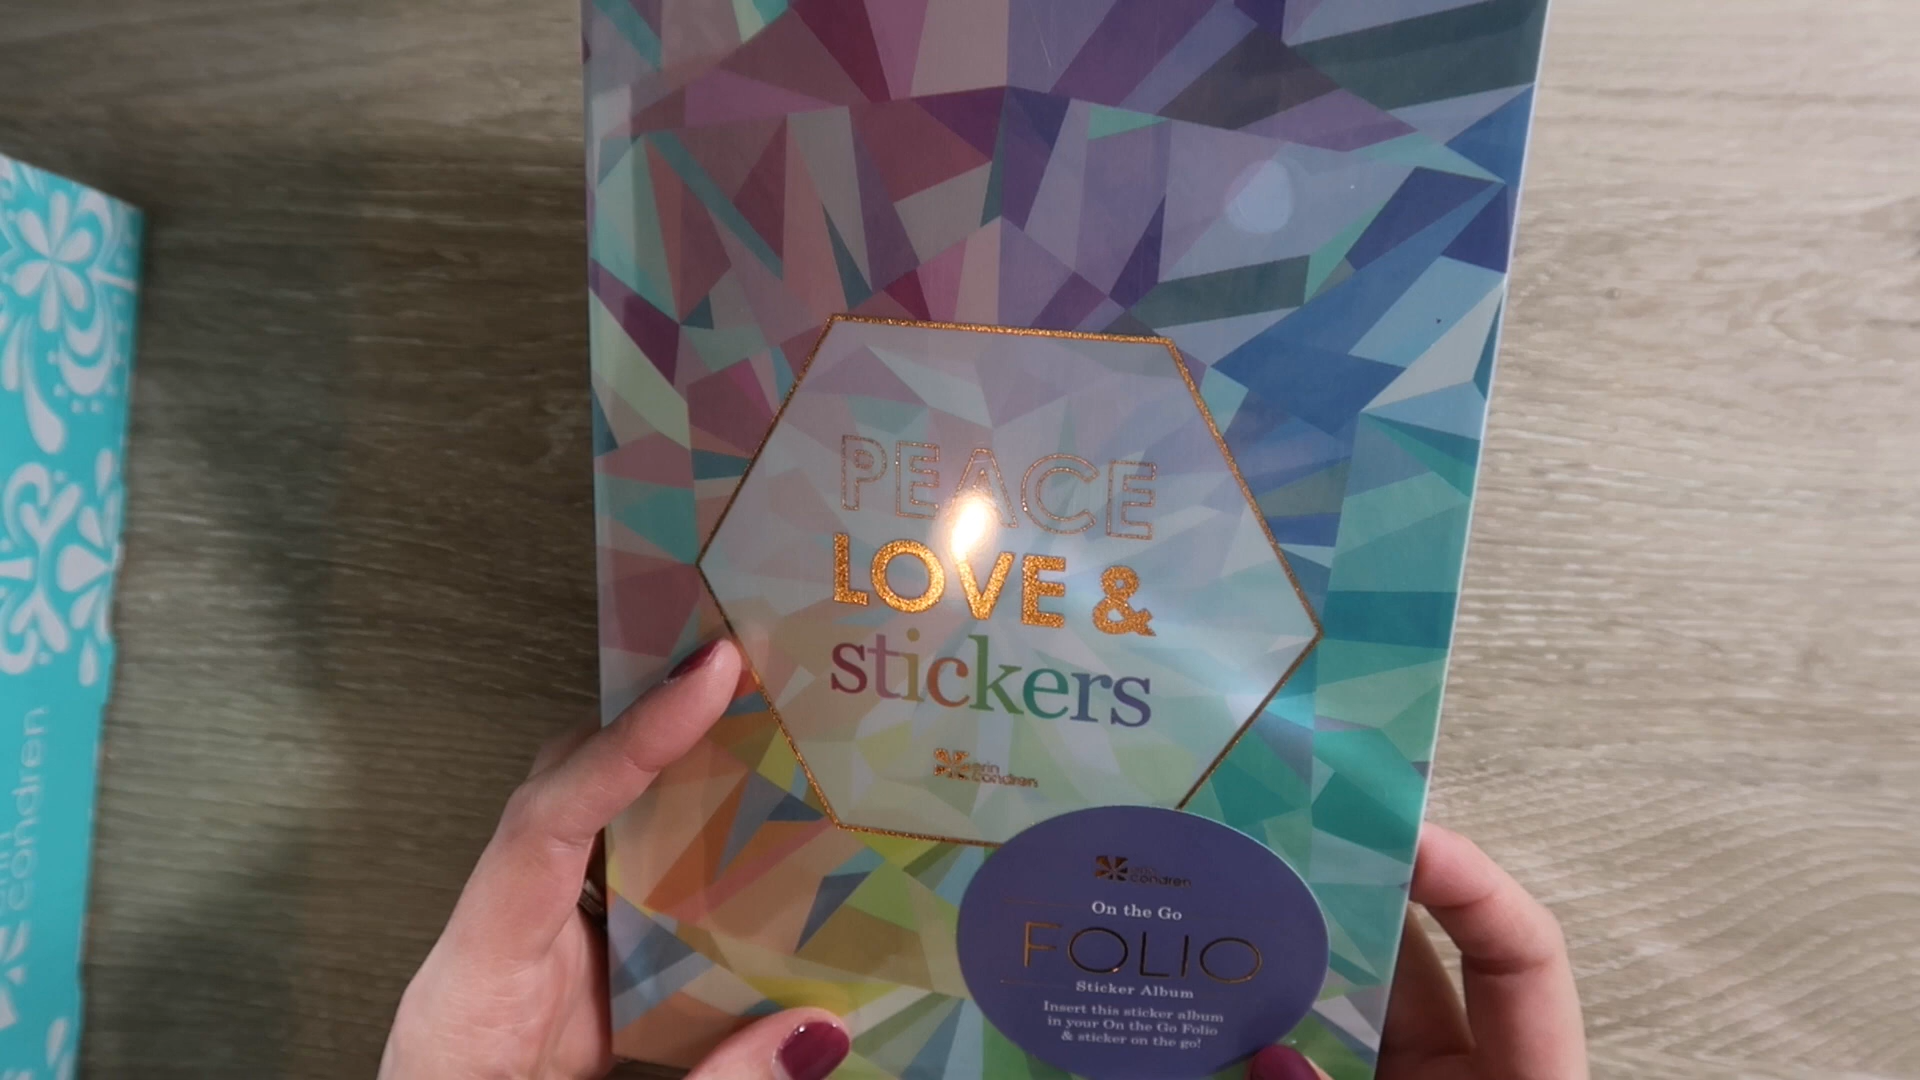 PEACE
LOVE &
stickers
erin
condren
erin
condren
On the Go
FOLIO
Sticker Album
Insert this sticker album
in your On the Go Folio
& sticker on the go!
condren